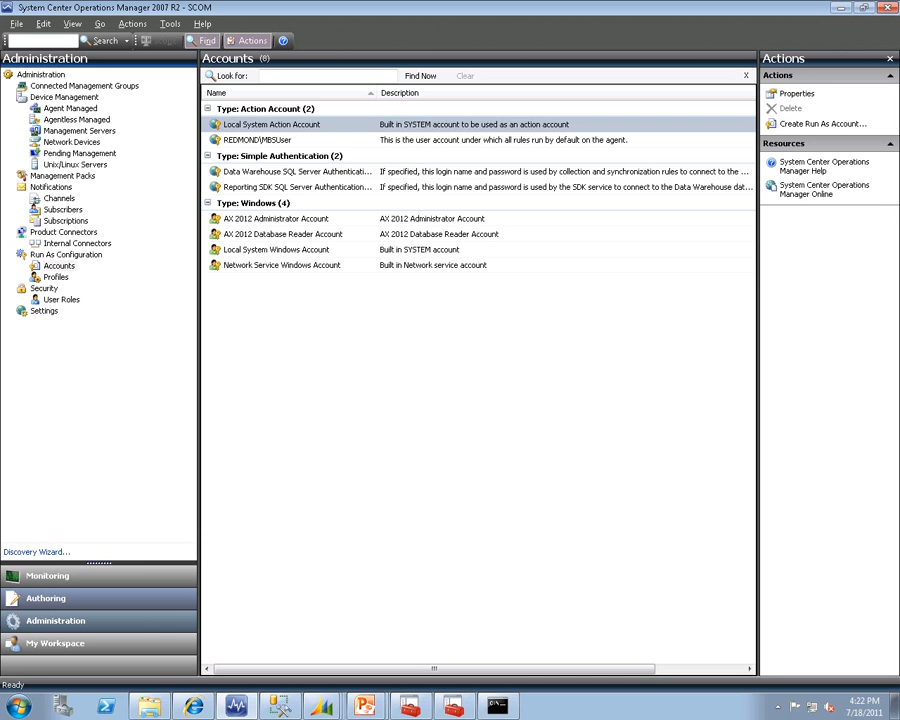 System Center Operations Manager 2007 R2 - SCOM
File Edit View Go Actions Tools Help
Search Find Actions
Administration
Administration
Connected Management Groups
Device Management
Agent Managed
Agentless Managed
Management Servers
Network Devices
Pending Management
Unix/Linux Servers
Management Packs
Notifications
Channels
Subscribers
Subscriptions
Product Connectors
Internal Connectors
Run As Configuration
Accounts
Profiles
Security
User Roles
Settings
Discovery Wizard...
Monitoring
Authoring
Administration
My Workspace
Accounts (8)
Look for: Find Now Clear X
Name Description
Type: Action Account (2)
Local System Action Account Built in SYSTEM account to be used as an action account
REDMOND\MBSUser This is the user account under which all rules run by default on the agent.
Type: Simple Authentication (2)
Data Warehouse SQL Server Authenticati... If specified, this login name and password is used by collection and synchronization rules to connect to the ...
Reporting SDK SQL Server Authentication... If specified, this login name and password is used by the SDK service to connect to the Data Warehouse dat...
Type: Windows (4)
AX 2012 Administrator Account AX 2012 Administrator Account
AX 2012 Database Reader Account AX 2012 Database Reader Account
Local System Windows Account Built in SYSTEM account
Network Service Windows Account Built in Network service account
Actions
Actions
Properties
Delete
Create Run As Account...
Resources
System Center Operations
Manager Help
System Center Operations
Manager Online
Ready
4:22 PM
7/18/2011